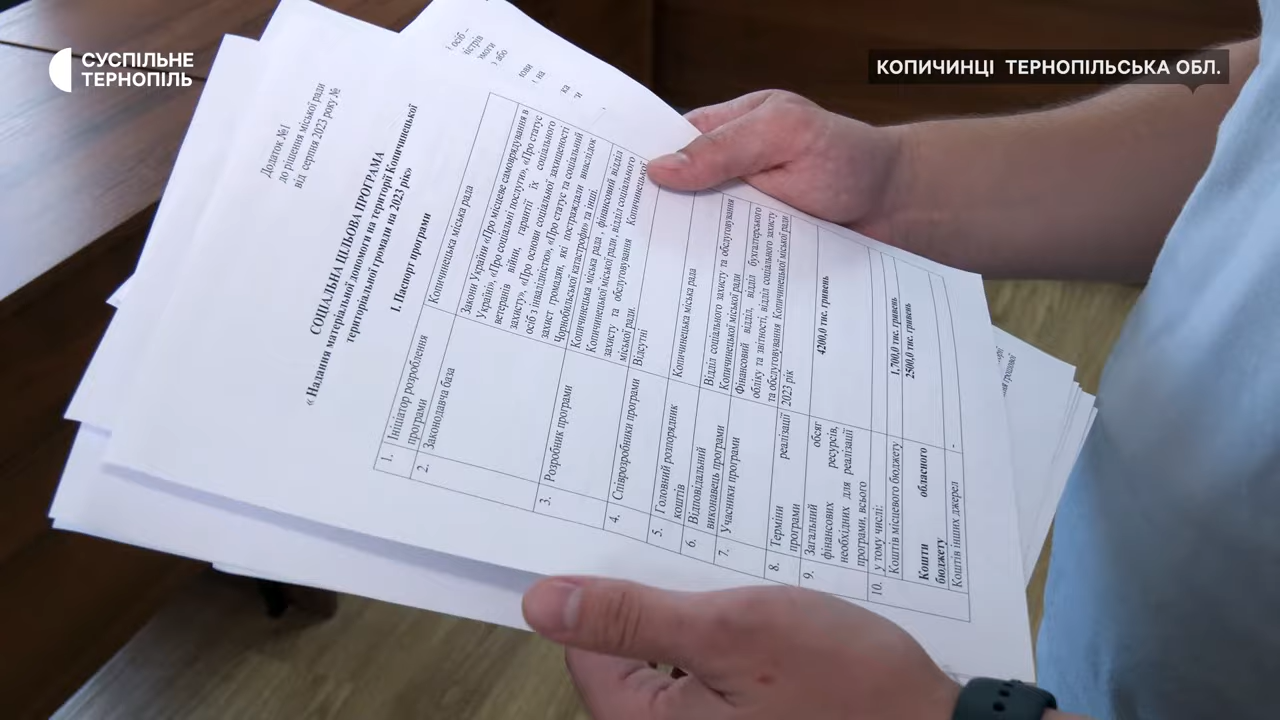 СУСПІЛЬНЕ
ТЕРНОПІЛЬ
КОПИЧИНЦІ ТЕРНОПІЛЬСЬКА ОБЛ.
Додаток №1
до рішення міської ради
від серпня 2023 року №
СОЦІАЛЬНА ЦІЛЬОВА ПРОГРАМА
« Надання матеріальної допомоги на території Копичинецької
територіальної громади на 2023 рік»
І. Паспорт програми
1. Ініціатор розроблення
програми
Копичинецька міська рада
2. Законодавча база
Закони України «Про місцеве самоврядування в
Україні», «Про соціальні послуги», «Про статус
ветеранів війни, гарантії їх соціального
захисту», «Про основи соціальної захищеності
осіб з інвалідністю», «Про статус та соціальний
захист громадян, які постраждали внаслідок
Чорнобильської катастрофи» та інші.
3. Розробник програми
Копичинецька міська рада , фінансовий відділ
Копичинецької міської ради, відділ соціального
захисту та обслуговування Копичинецької
міської ради
4. Співрозробники програми
Відсутні
5. Головний розпорядник
коштів
Копичинецька міська рада
6. Відповідальний
виконавець програми
Відділ соціального захисту та обслуговування
Копичинецької міської ради
7. Учасники програми
Фінансовий відділ, відділ бухгалтерського
обліку та звітності, відділ соціального захисту
та обслуговування Копичинецької міської ради
8. Терміни реалізації
програми
2023 рік
9. Загальний обсяг
фінансових ресурсів,
необхідних для реалізації
програми, всього
4200,0 тис. гривень
10. у тому числі:
Коштів місцевого бюджету
1,700,0 тис. гривень
Кошти обласного
бюджету
2500,0 тис. гривень
Коштів інших джерел
-